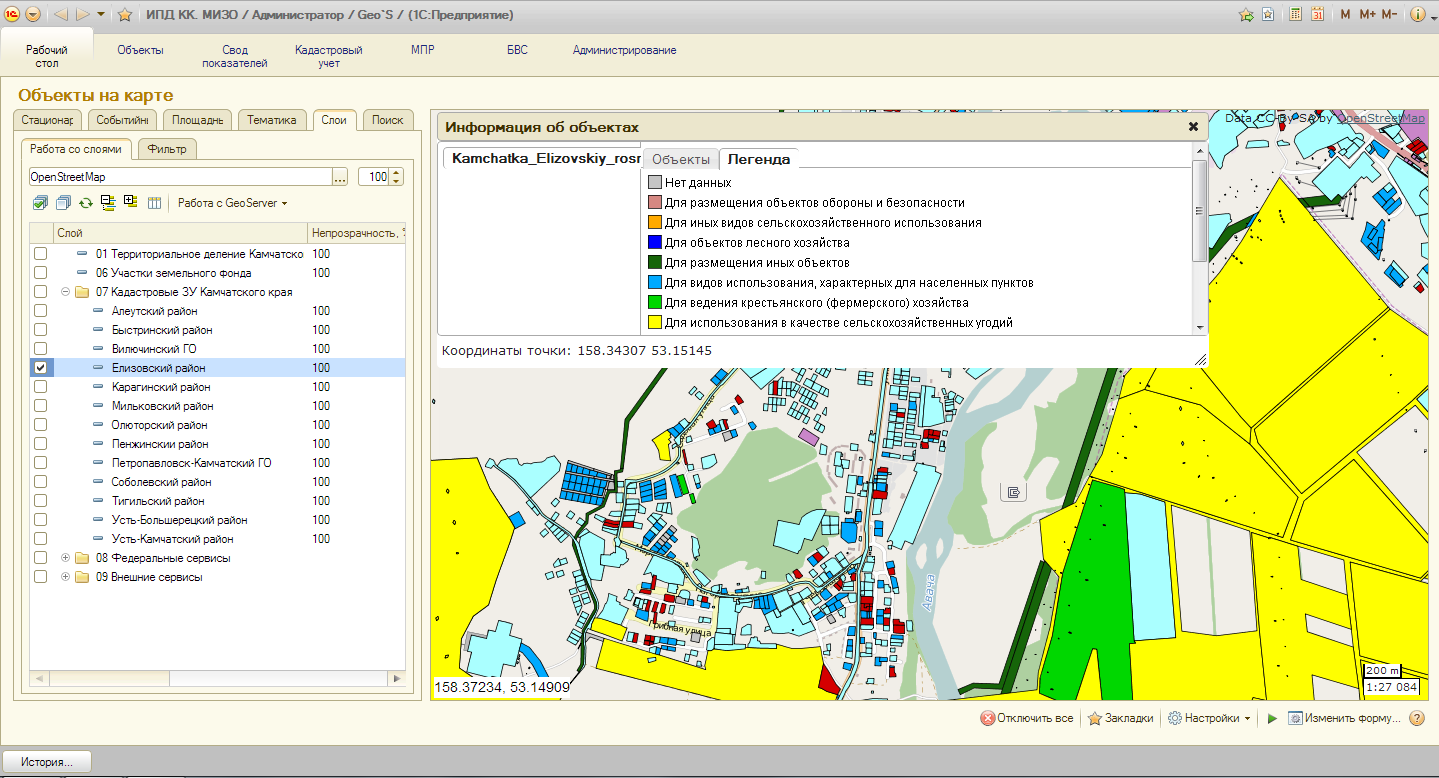 ИПД КК. МИЗО / Администратор / Geo`S / (1С:Предприятие)
M M+ M-
Рабочий стол
Объекты
Свод показателей
Кадастровый учет
МПР
БВС
Администрирование
Объекты на карте
Стационар
Событийні
Площаднь
Тематика
Слои
Поиск
Работа со слоями
Фильтр
OpenStreetMap
...
100
Работа с GeoServer
Слой
Непрозрачность, %
01 Территориальное деление Камчатско 100
06 Участки земельного фонда 100
07 Кадастровые ЗУ Камчатского края
Алеутский район 100
Быстринский район 100
Вилючинский ГО 100
Елизовский район 100
Карагинский район 100
Мильковский район 100
Олюторский район 100
Пенжинский район 100
Петропавловск-Камчатский ГО 100
Соболевский район 100
Тигильский район 100
Усть-Большерецкий район 100
Усть-Камчатский район 100
08 Федеральные сервисы
09 Внешние сервисы
Data CC-By-SA by OpenStreetMap
Информация об объектах
Kamchatka_Elizovskiy_rosr
Объекты
Легенда
Нет данных
Для размещения объектов обороны и безопасности
Для иных видов сельскохозяйственного использования
Для объектов лесного хозяйства
Для размещения иных объектов
Для видов использования, характерных для населенных пунктов
Для ведения крестьянского (фермерского) хозяйства
Для использования в качестве сельскохозяйственных угодий
Координаты точки: 158.34307 53.15145
Авача
улица
158.37234, 53.14909
200 m
1:27 084
Отключить все
Закладки
Настройки
Изменить форму...
История...